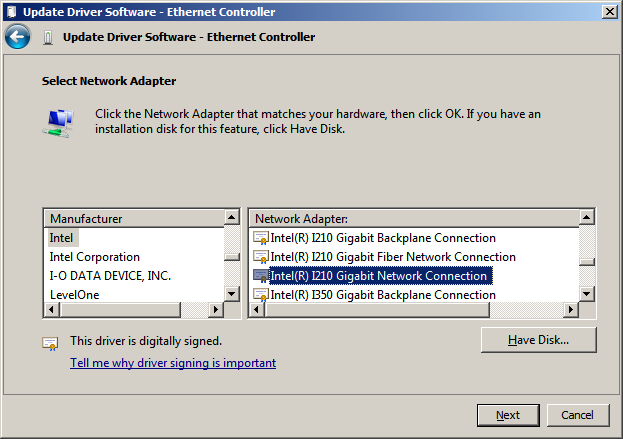 Update Driver Software - Ethernet Controller
Update Driver Software - Ethernet Controller
Select Network Adapter
Click the Network Adapter that matches your hardware, then click OK. If you have an
installation disk for this feature, click Have Disk.
Manufacturer
Intel
Intel Corporation
I-O DATA DEVICE, INC.
LevelOne
Network Adapter:
Intel(R) I210 Gigabit Backplane Connection
Intel(R) I210 Gigabit Fiber Network Connection
Intel(R) I210 Gigabit Network Connection
Intel(R) I350 Gigabit Backplane Connection
This driver is digitally signed.
Tell me why driver signing is important
Have Disk...
Next
Cancel